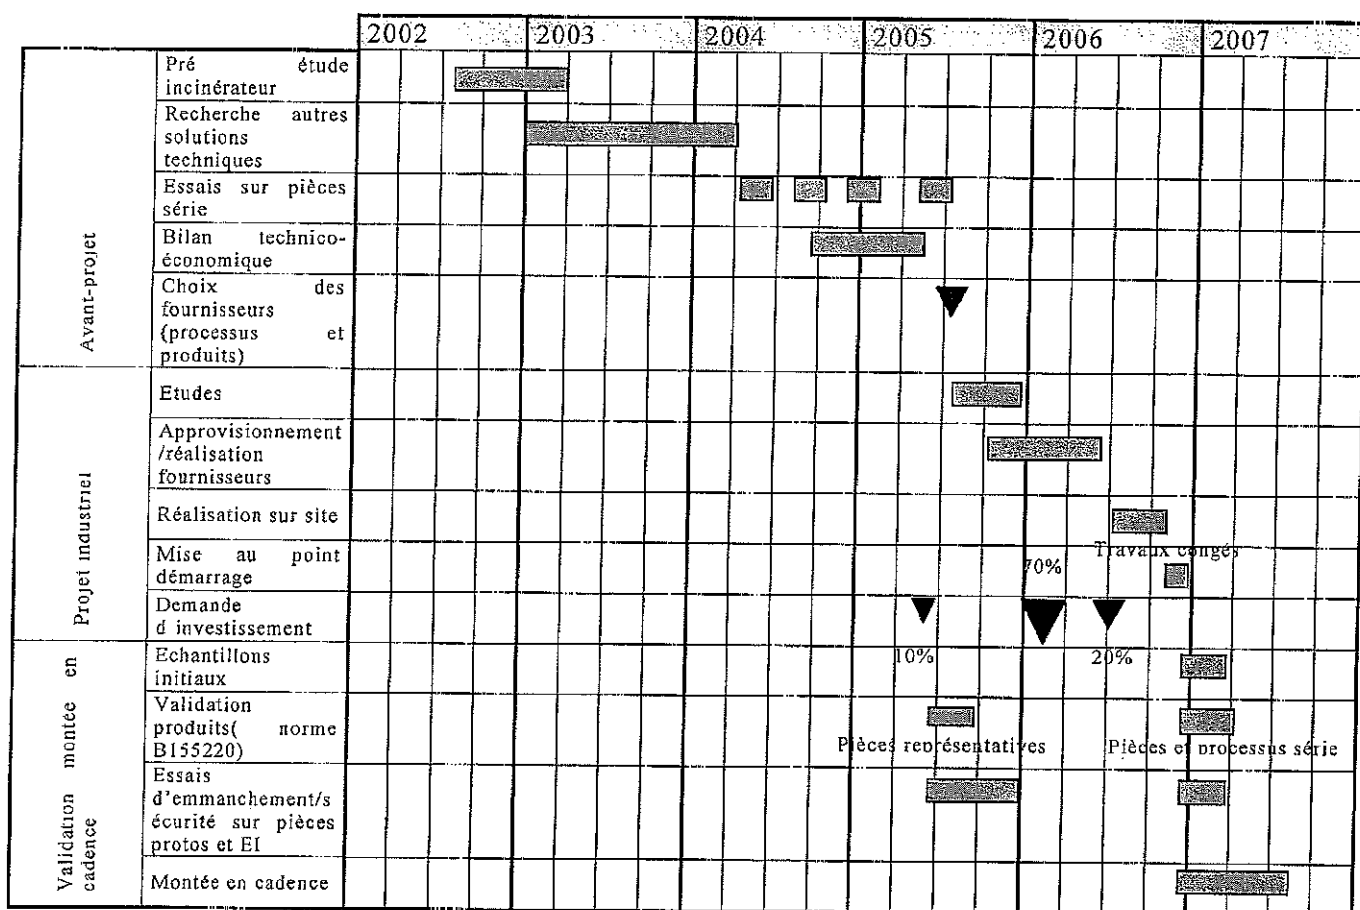 2002 2003 2004 2005 2006 2007
Avant-projet
Pré étude
incinérateur
Recherche autres
solutions
techniques
Essais sur pièces
série
Bilan technico-
économique
Choix des
fournisseurs
(processus et
produits)
Projet industriel
Etudes
Approvisionnement
/réalisation
fournisseurs
Réalisation sur site
Travaux congés
Mise au point
démarrage
70%
Demande
d investissement
10% 20%
Validation montée en
cadence
Echantillons
initiaux
Validation
produits( norme
B155220)
Pièces représentatives Pièces et processus série
Essais
d'emmanchement/s
écurité sur pièces
protos et EI
Montée en cadence